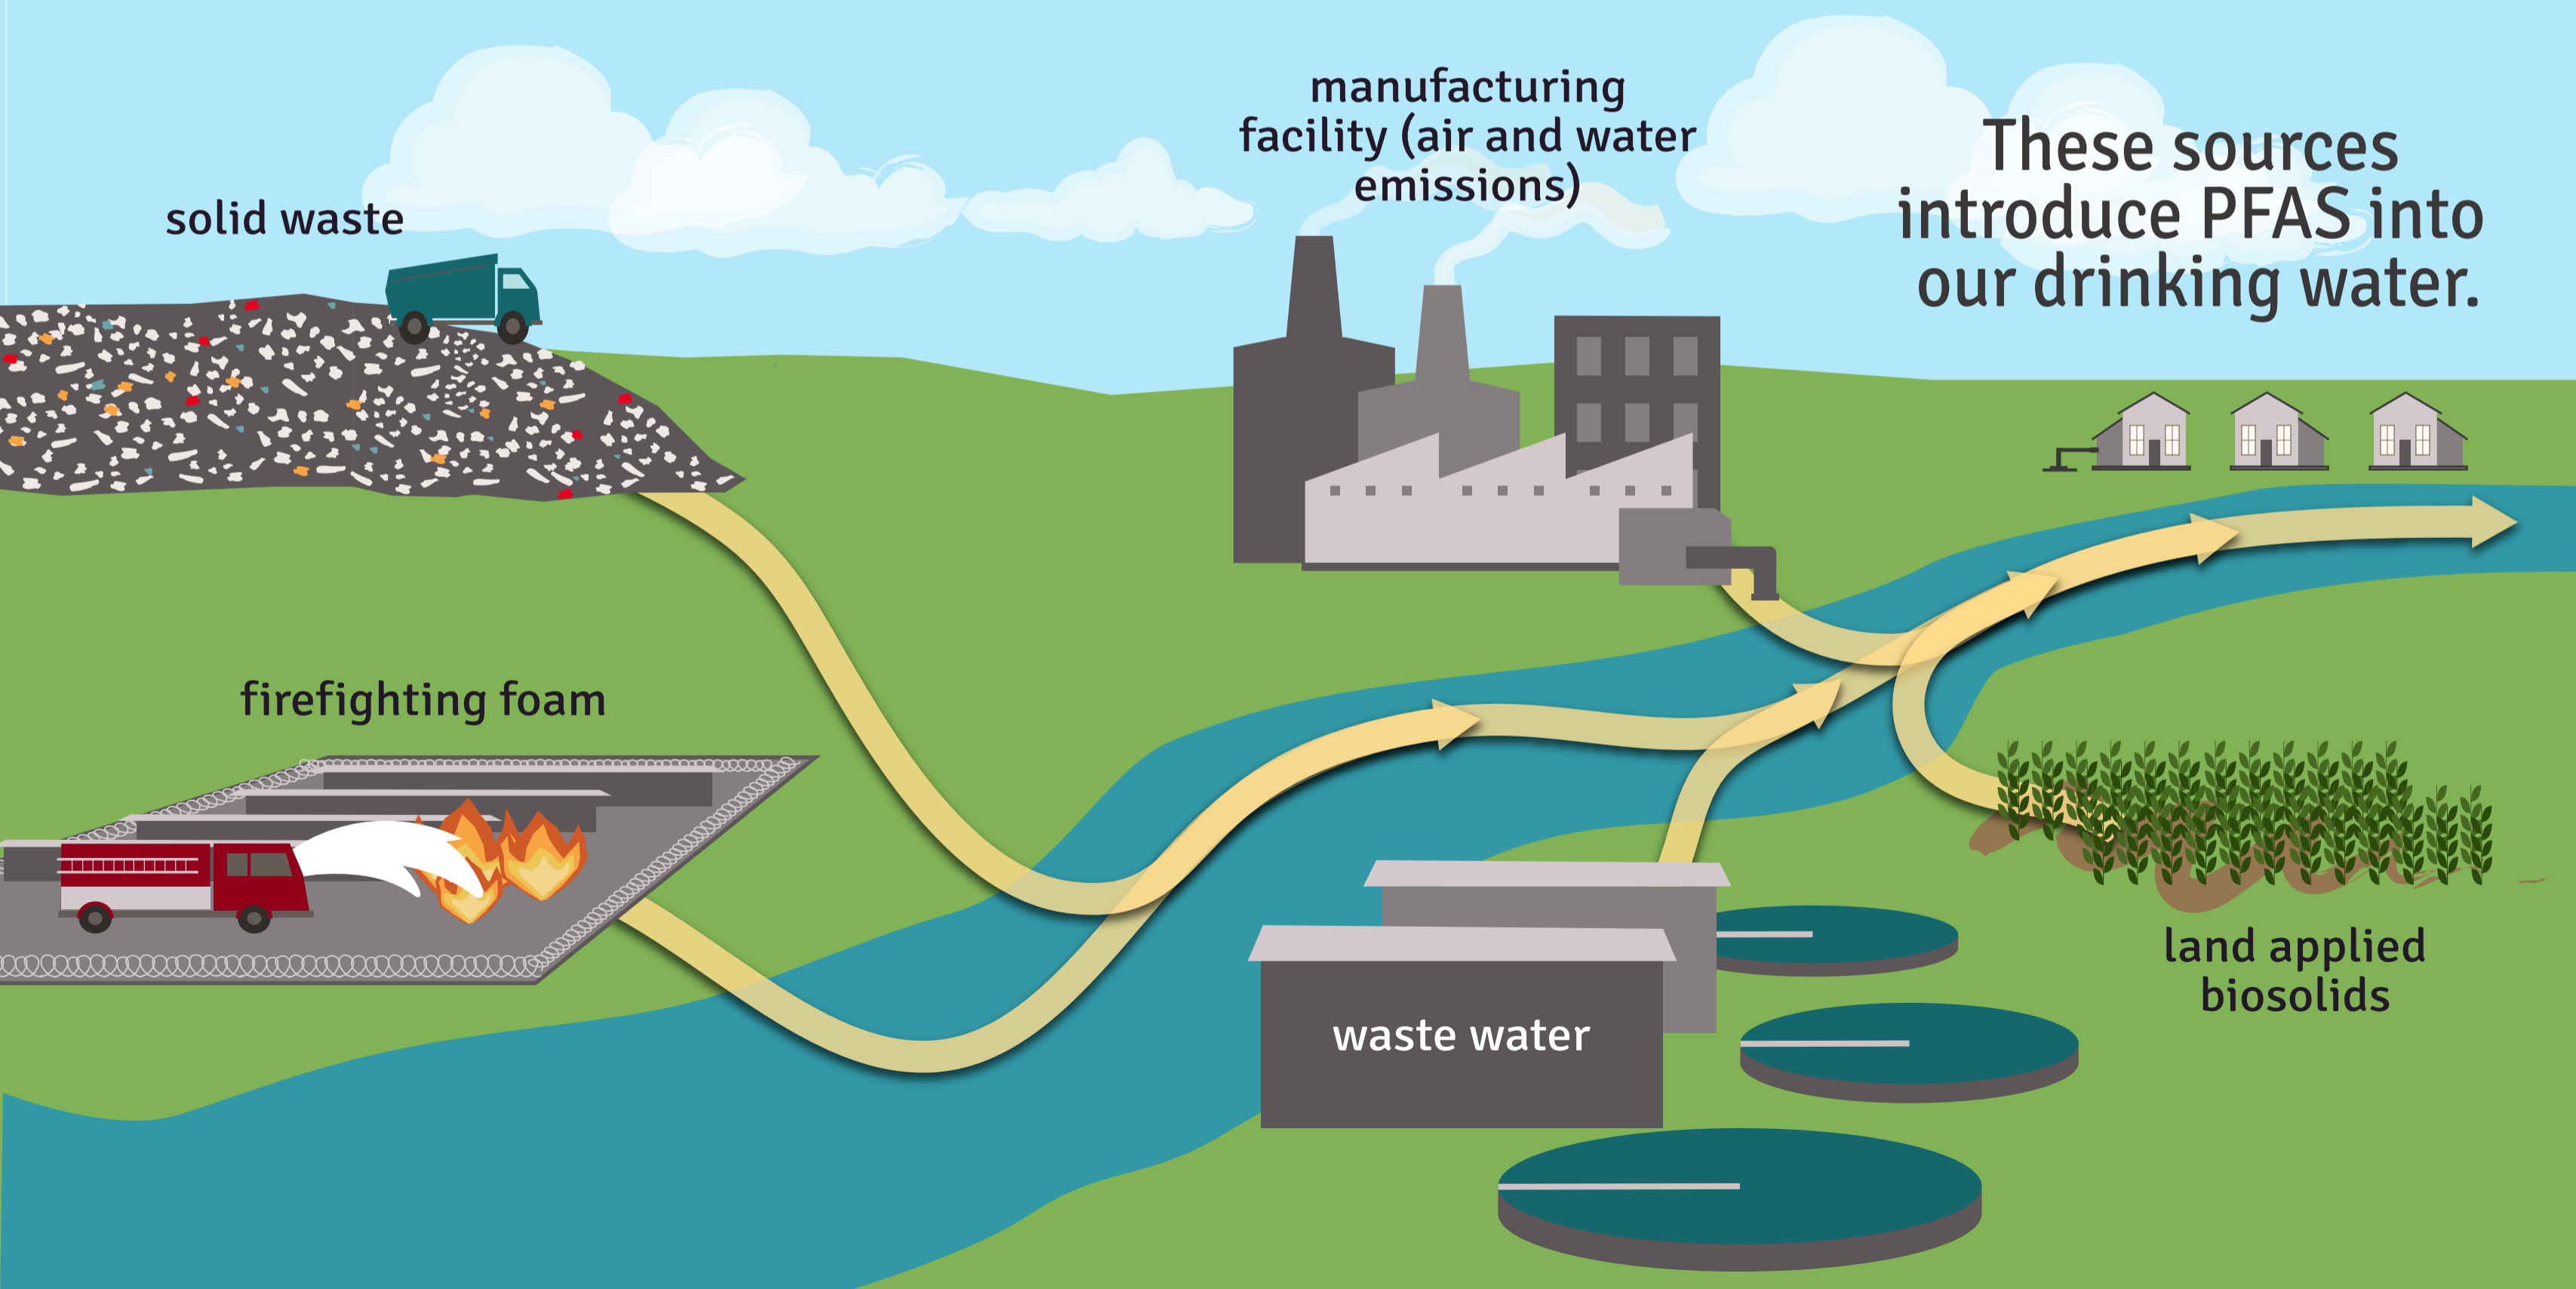 solid waste
manufacturing
facility (air and water
emissions)
These sources
introduce PFAS into
our drinking water.
firefighting foam
waste water
land applied
biosolids